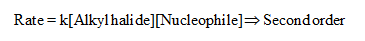 Rate = k[Alkyl halide][Nucleophile]⇒ Second order